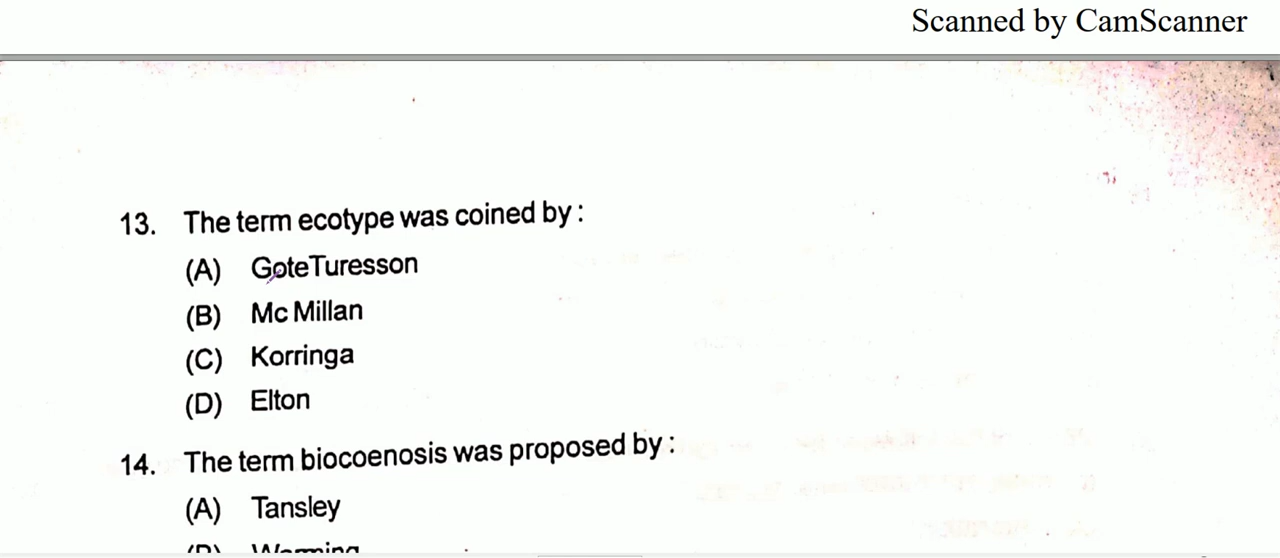 Scanned by CamScanner
13. The term ecotype was coined by :
(A) GoteTuresson
(B) Mc Millan
(C) Korringa
(D) Elton
14. The term biocoenosis was proposed by :
(A) Tansley